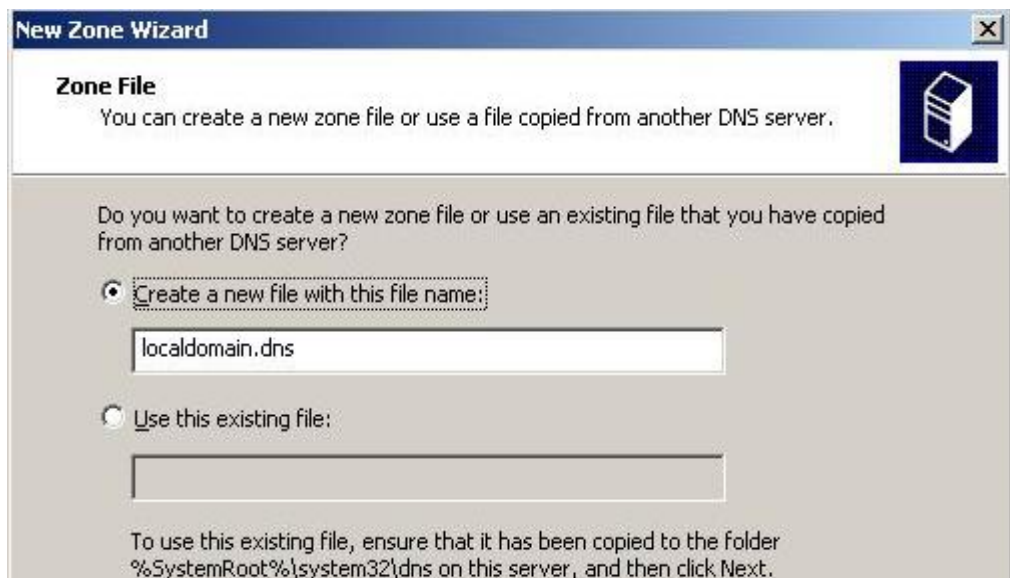 New Zone Wizard
Zone File
You can create a new zone file or use a file copied from another DNS server.
Do you want to create a new zone file or use an existing file that you have copied
from another DNS server?
Create a new file with this file name:
localdomain.dns
Use this existing file:
To use this existing file, ensure that it has been copied to the folder
%SystemRoot%\system32\dns on this server, and then click Next.